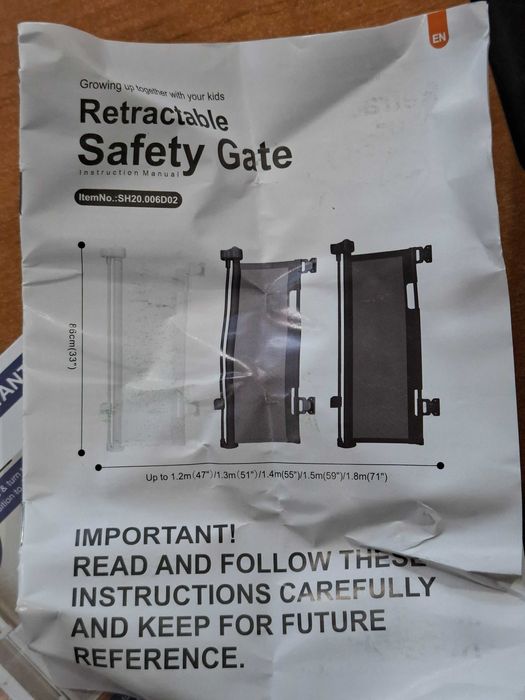 EN
Growing up together with your kids
Retractable
Safety Gate
Instruction Manual
ItemNo.:SH20.006D02
86cm(33")
Up to 1.2m(47")/1.3m(51")/1.4m(55")/1.5m(59")/1.8m(71")
IMPORTANT!
READ AND FOLLOW THESE
INSTRUCTIONS CAREFULLY
AND KEEP FOR FUTURE
REFERENCE.
& turn